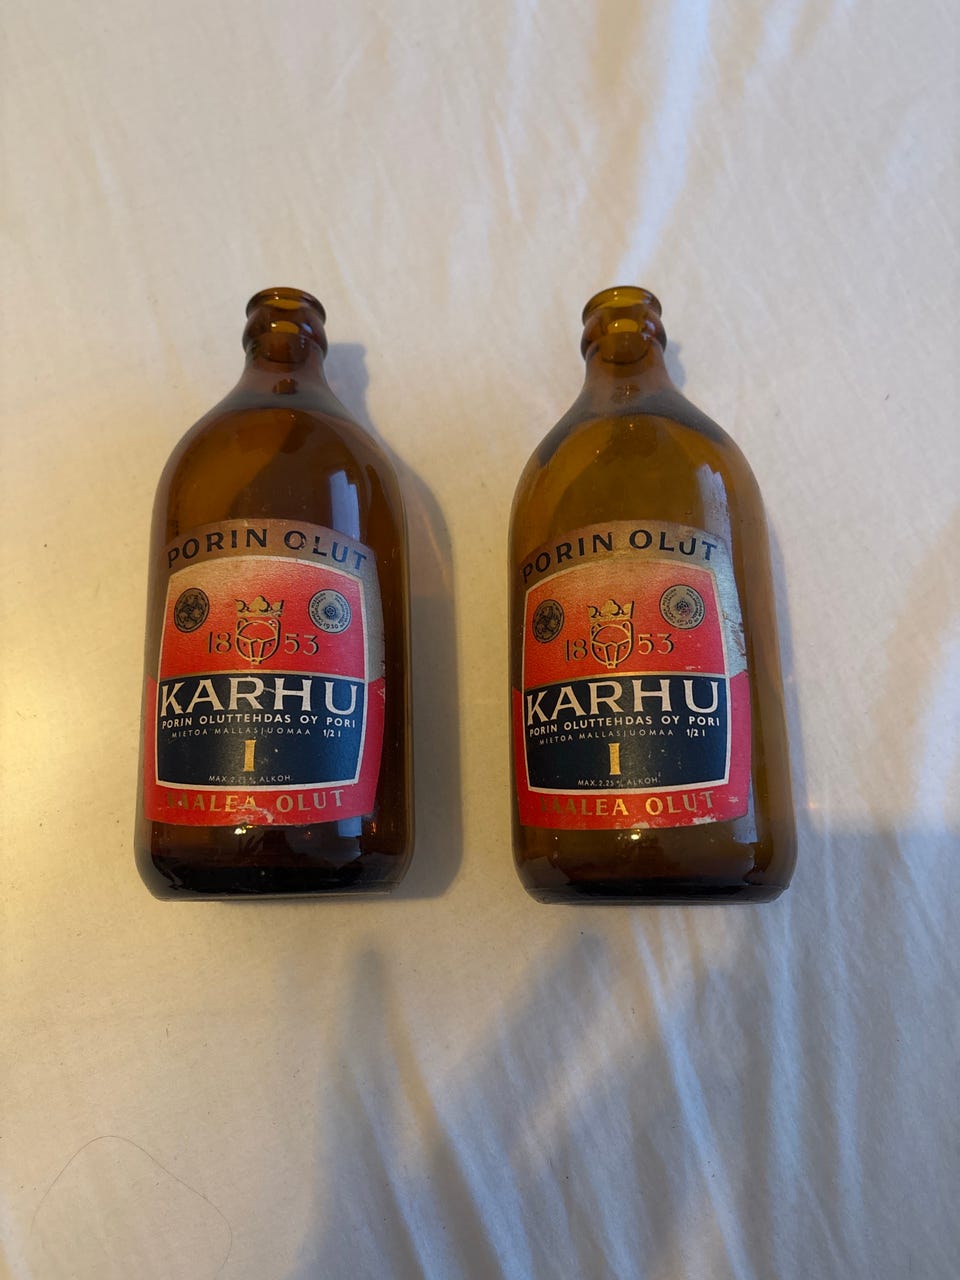 PORIN OLUT
1930
18 53
KARHU
PORIN OLUTTEHDAS OY PORI
MIETOA MALLASJUOMAA 1/2 l
I
MAX. 2,25 % ALKOH.
VAALEA OLUT
PORIN OLUT
18 53
KARHU
PORIN OLUTTEHDAS OY PORI
MIETOA MALLASJUOMAA 1/2 l
I
MAX. 2,25 % ALKOH.
VAALEA OLUT